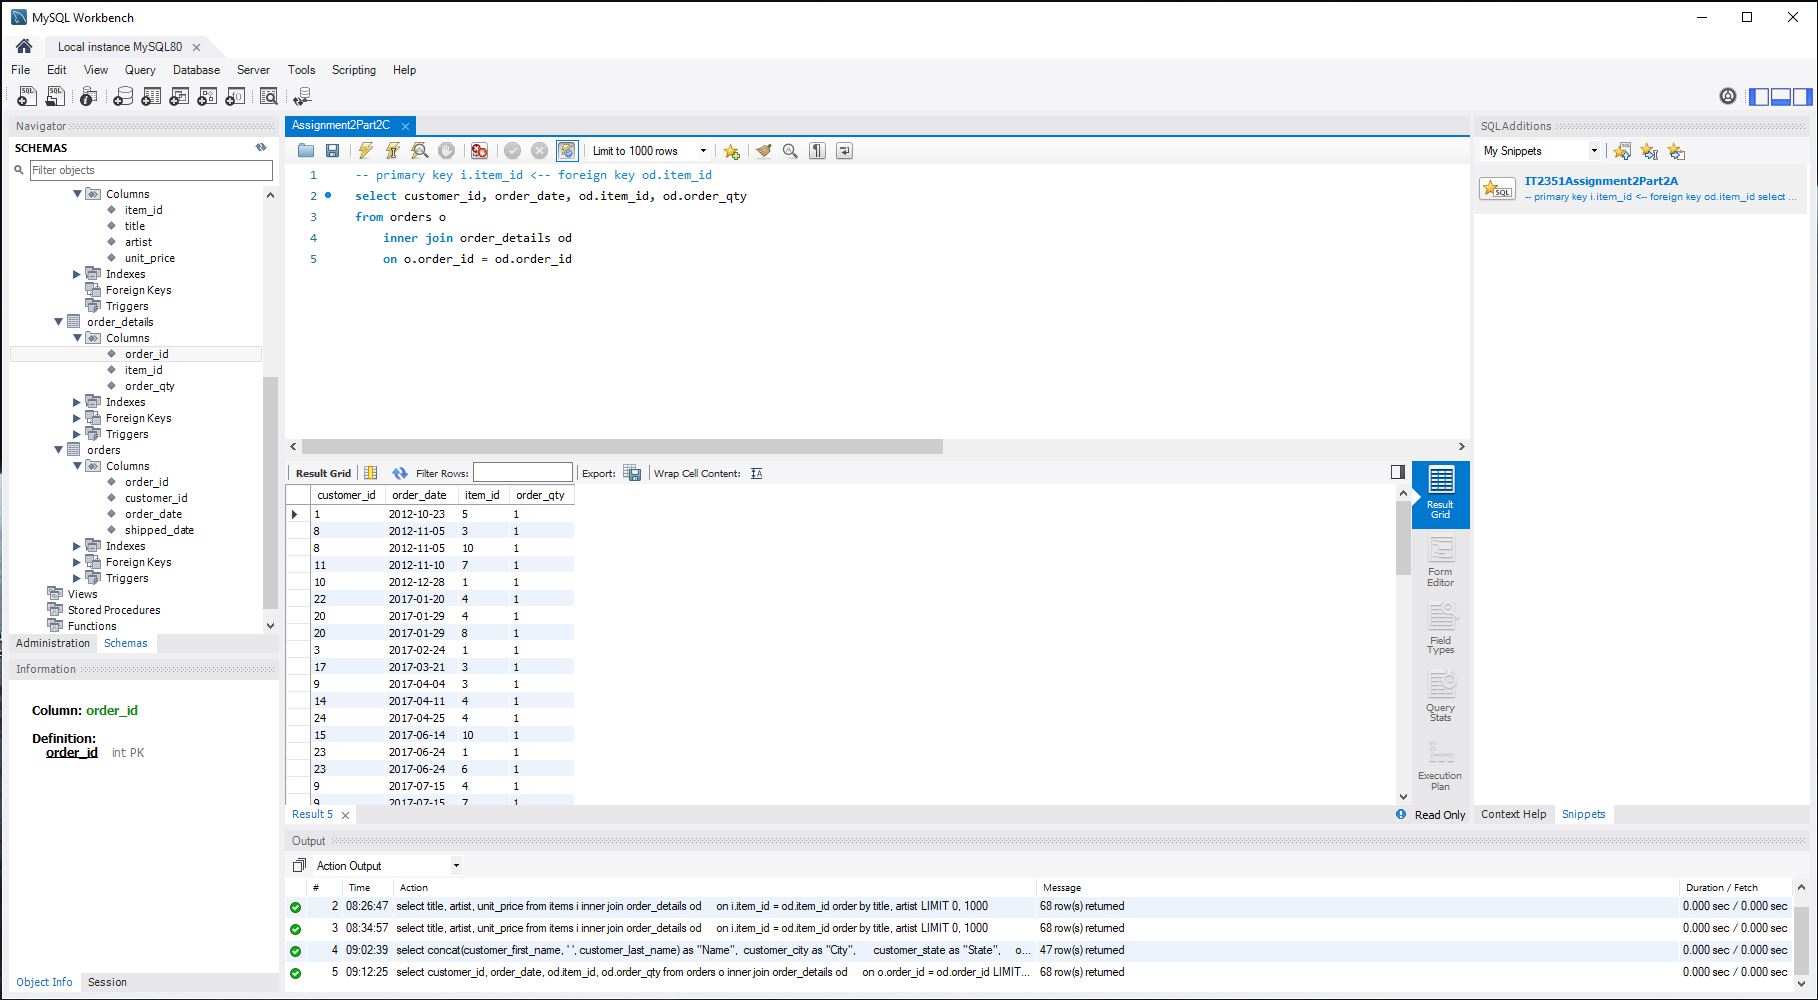 MySQL Workbench
Local instance MySQL80
File Edit View Query Database Server Tools Scripting Help
Navigator
SCHEMAS
Filter objects
Columns
item_id
title
artist
unit_price
Indexes
Foreign Keys
Triggers
order_details
Columns
order_id
item_id
order_qty
Indexes
Foreign Keys
Triggers
orders
Columns
order_id
customer_id
order_date
shipped_date
Indexes
Foreign Keys
Triggers
Views
Stored Procedures
Functions
Administration Schemas
Information
Column: order_id
Definition:
order_id int PK
Object Info Session
Assignment2Part2C
Limit to 1000 rows
1 -- primary key i.item_id <-- foreign key od.item_id
2 select customer_id, order_date, od.item_id, od.order_qty
3 from orders o
4 inner join order_details od
5 on o.order_id = od.order_id
Result Grid Filter Rows: Export: Wrap Cell Content:
customer_id order_date item_id order_qty
1 2012-10-23 5 1
8 2012-11-05 3 1
8 2012-11-05 10 1
11 2012-11-10 7 1
10 2012-12-28 1 1
22 2017-01-20 4 1
20 2017-01-29 4 1
20 2017-01-29 8 1
3 2017-02-24 1 1
17 2017-03-21 3 1
9 2017-04-04 3 1
14 2017-04-11 4 1
24 2017-04-25 4 1
15 2017-06-14 10 1
23 2017-06-24 1 1
23 2017-06-24 6 1
9 2017-07-15 4 1
9 2017-07-15 7 1
Result
Grid
Form
Editor
Field
Types
Query
Stats
Execution
Plan
Result 5
Read Only
SQLAdditions
My Snippets
SQL
IT2351Assignment2Part2A
-- primary key i.item_id <-- foreign key od.item_id select ...
Context Help Snippets
Output
Action Output
# Time Action Message Duration / Fetch
2 08:26:47 select title, artist, unit_price from items i inner join order_details od on i.item_id = od.item_id order by title, artist LIMIT 0, 1000 68 row(s) returned 0.000 sec / 0.000 sec
3 08:34:57 select title, artist, unit_price from items i inner join order_details od on i.item_id = od.item_id order by title, artist LIMIT 0, 1000 68 row(s) returned 0.000 sec / 0.000 sec
4 09:02:39 select concat(customer_first_name, ' ', customer_last_name) as "Name", customer_city as "City", customer_state as "State", o... 47 row(s) returned 0.000 sec / 0.000 sec
5 09:12:25 select customer_id, order_date, od.item_id, od.order_qty from orders o inner join order_details od on o.order_id = od.order_id LIMIT... 68 row(s) returned 0.000 sec / 0.000 sec